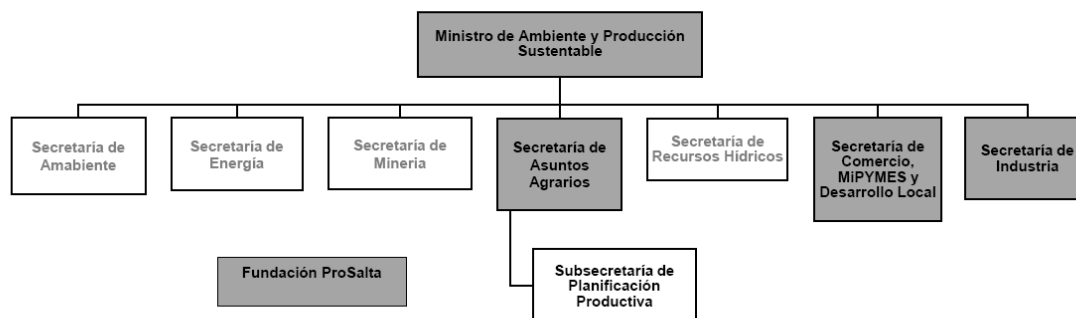 Ministro de Ambiente y Producción
Sustentable
Secretaría de
Amabiente
Secretaría de
Energía
Secretaría de
Mineria
Secretaría de
Asuntos
Agrarios
Secretaría de
Recursos Hídricos
Secretaría de
Comercio,
MiPYMES y
Desarrollo Local
Secretaría de
Industria
Fundación ProSalta
Subsecretaría de
Planificación
Productiva